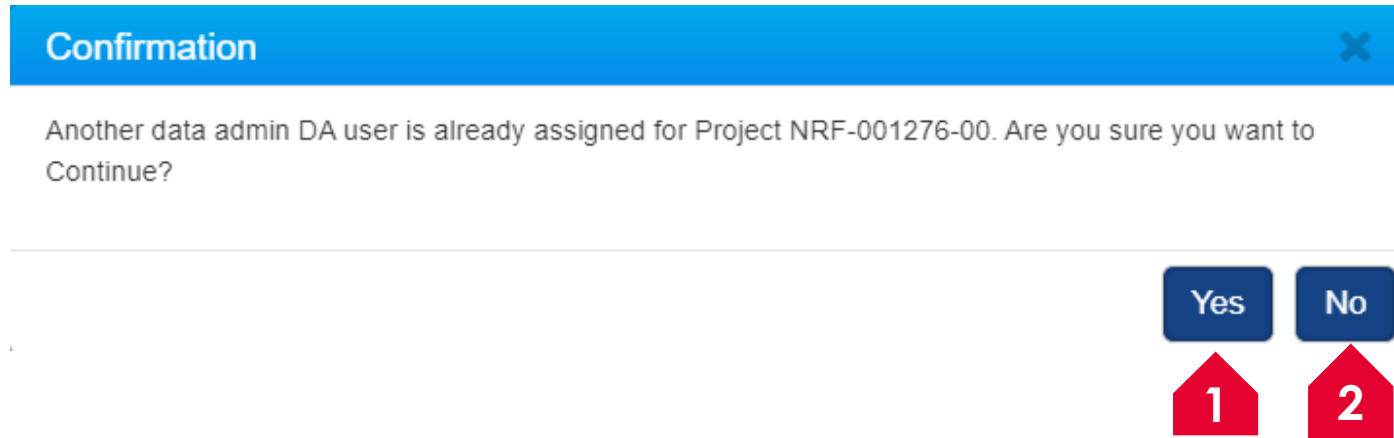 Confirmation
Another data admin DA user is already assigned for Project NRF-001276-00. Are you sure you want to
Continue?
Yes No
1 2